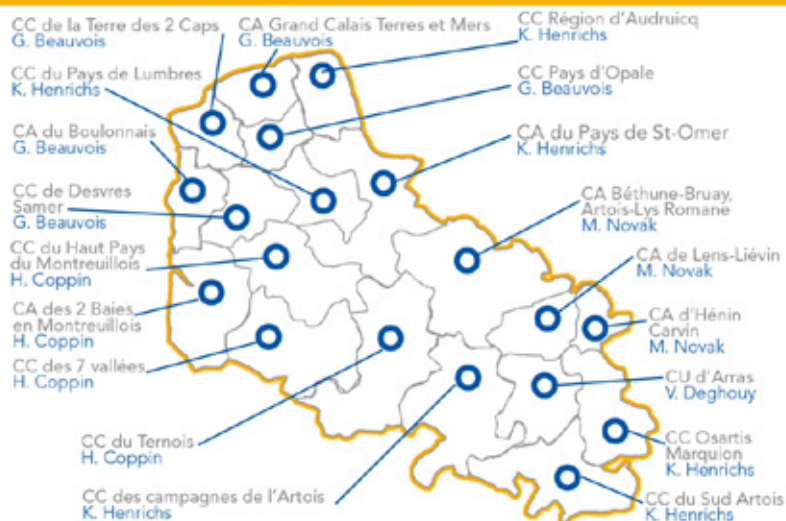 CC de la Terre des 2 Caps
G. Beauvois
CA Grand Calais Terres et Mers
G. Beauvois
CC Région d'Audruicq
K. Henrichs
CC du Pays de Lumbres
K. Henrichs
CC Pays d'Opale
G. Beauvois
CA du Boulonnais
G. Beauvois
CA du Pays de St-Omer
K. Henrichs
CC de Desvres
Samer
G. Beauvois
CA Béthune-Bruay,
Artois-Lys Romane
M. Novak
CC du Haut Pays
du Montreuillois
H. Coppin
CA de Lens-Liévin
M. Novak
CA des 2 Baies
en Montreuillois
H. Coppin
CA d'Hénin
Carvin
M. Novak
CC des 7 vallées
H. Coppin
CU d'Arras
V. Deghouy
CC du Ternois
H. Coppin
CC Osartis
Marquion
K. Henrichs
CC des campagnes de l'Artois
K. Henrichs
CC du Sud Artois
K. Henrichs